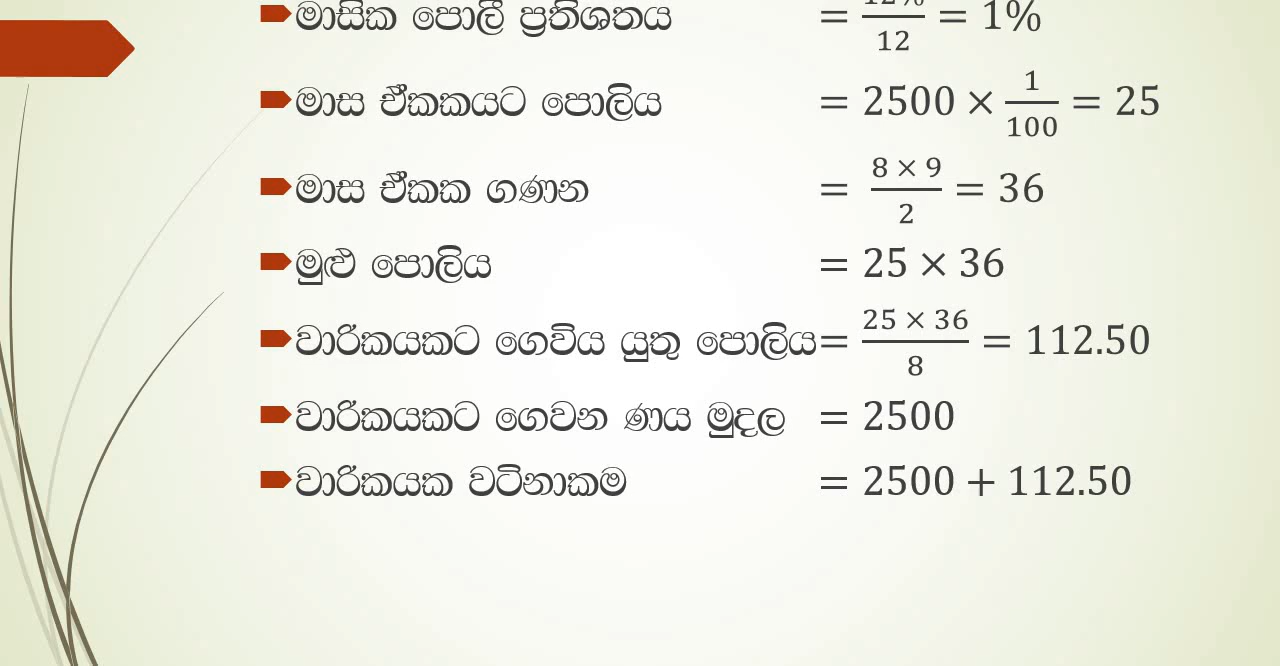 මාසික පොලී ප්‍රතිශතය = 12% / 12 = 1%
මාස ඒකකයට පොලිය = 2500 × 1/100 = 25
මාස ඒකක ගණන = 8 × 9 / 2 = 36
මුළු පොලිය = 25 × 36
වාරිකයකට ගෙවිය යුතු පොලිය = 25 × 36 / 8 = 112.50
වාරිකයකට ගෙවන ණය මුදල = 2500
වාරිකයක වටිනාකම = 2500 + 112.50